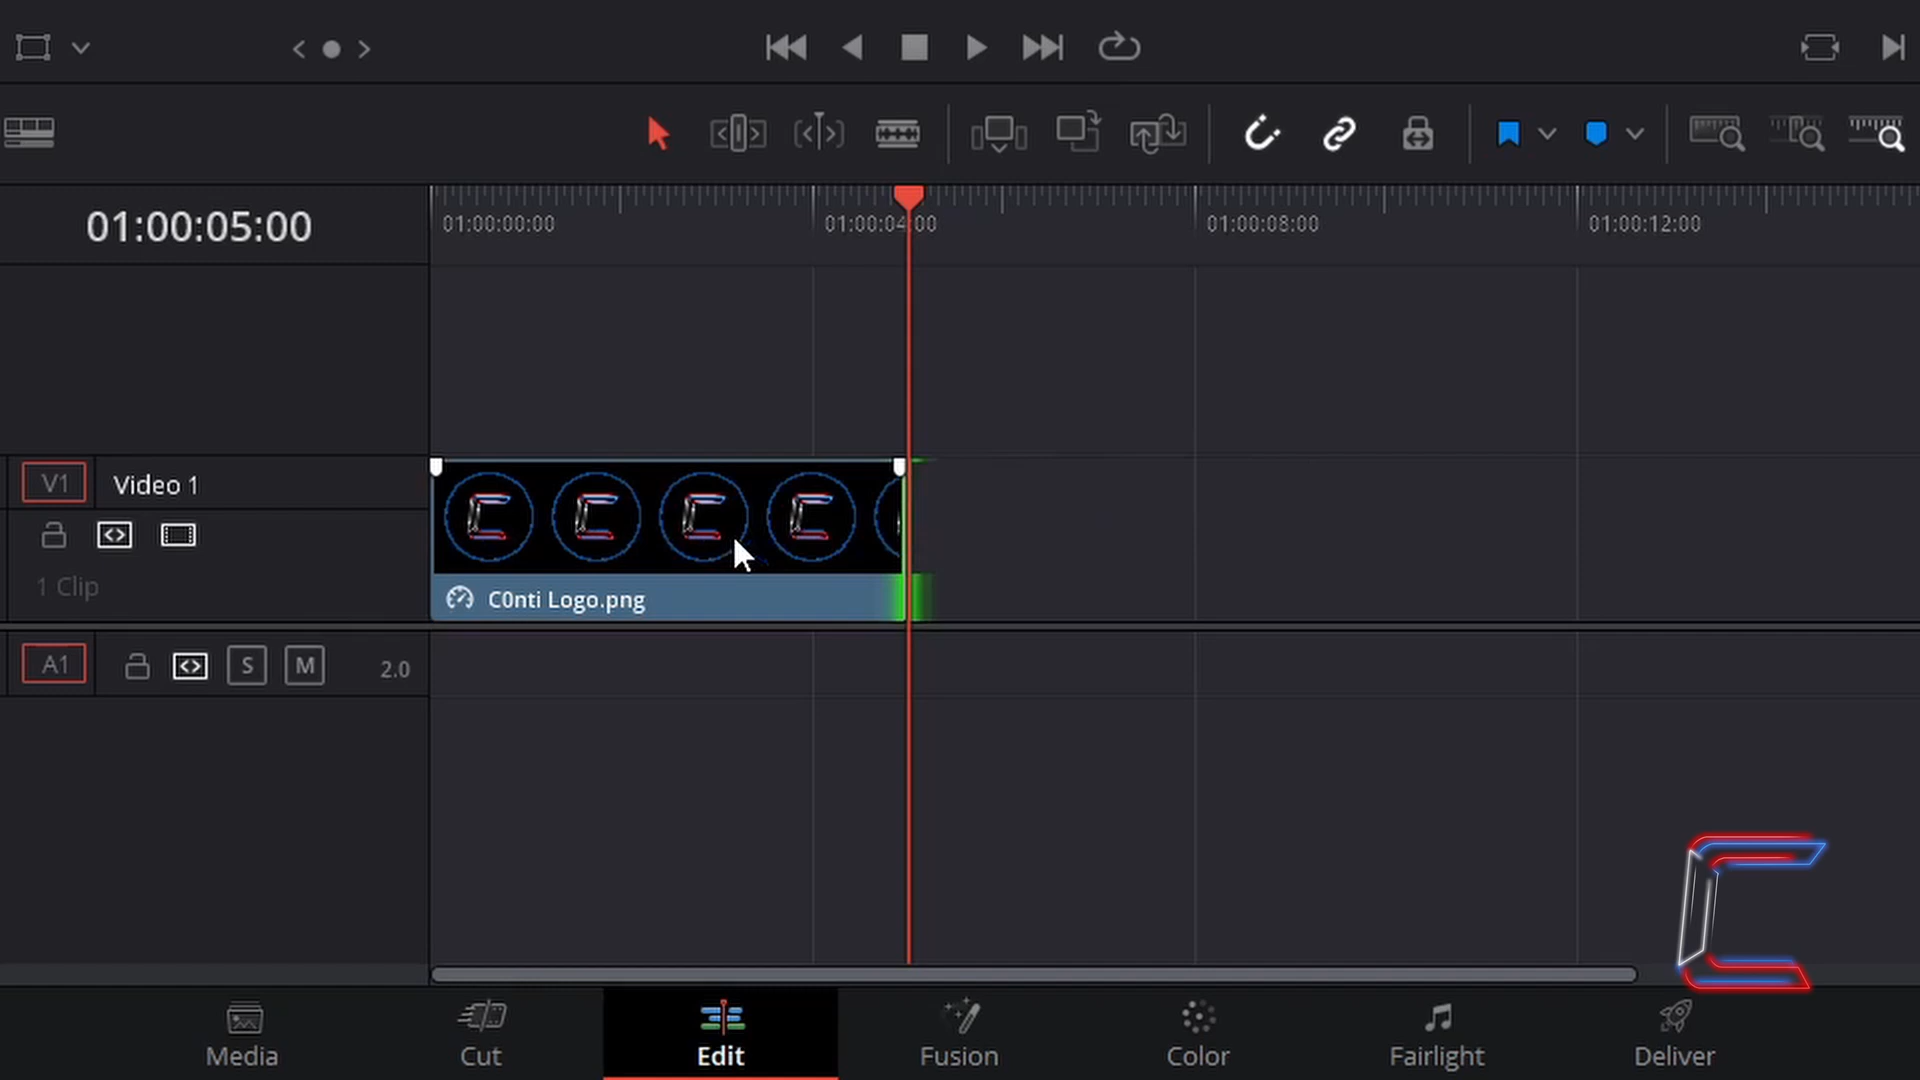 01:00:05:00
01:00:00:00
01:00:04:00
01:00:08:00
01:00:12:00
V1
Video 1
1 Clip
C0nti Logo.png
A1
S
M
2.0
Media
Cut
Edit
Fusion
Color
Fairlight
Deliver